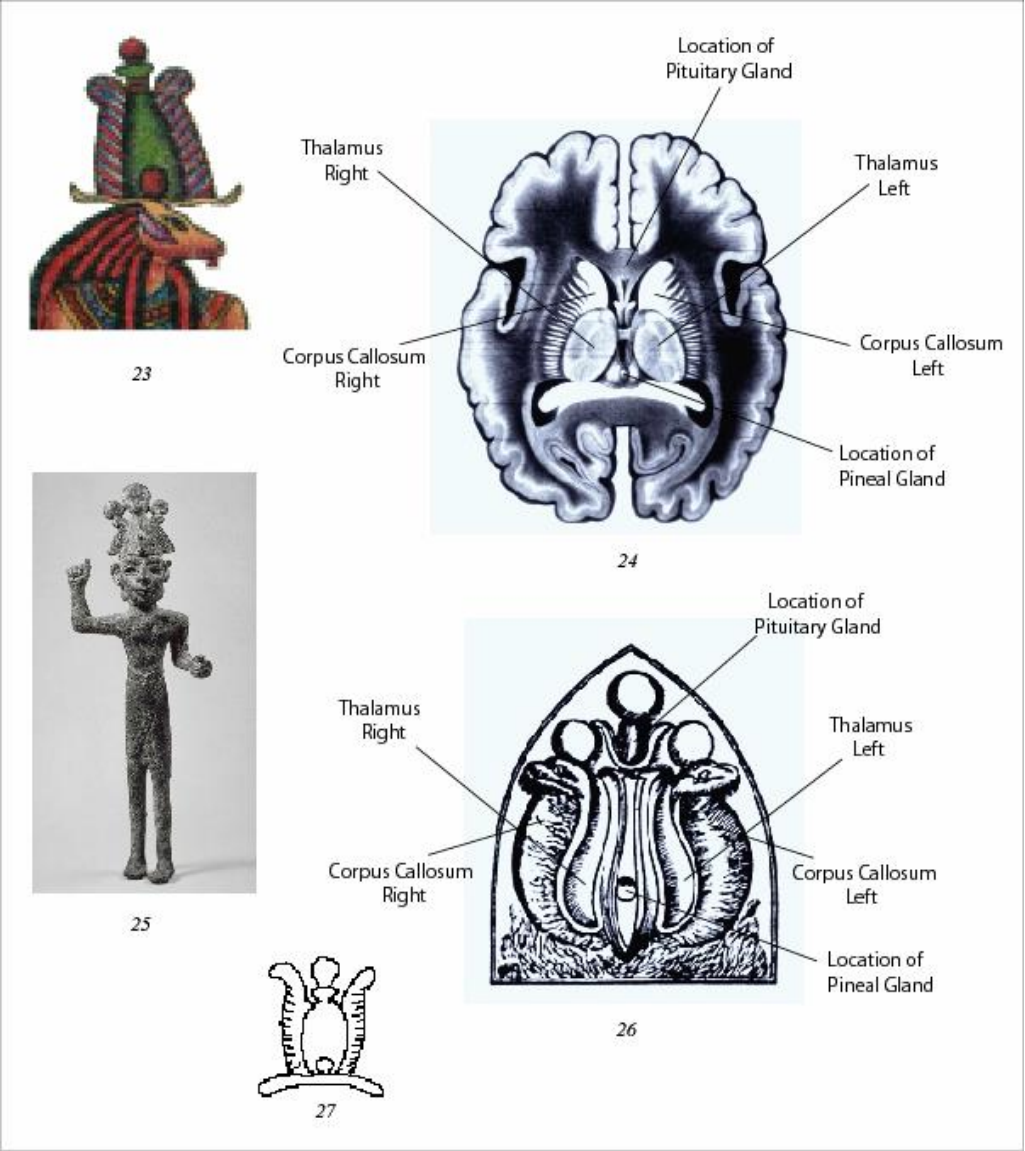 Location of
Pituitary Gland
Thalamus
Right
Thalamus
Left
Corpus Callosum
Right
Corpus Callosum
Left
23
Location of
Pineal Gland
24
Location of
Pituitary Gland
Thalamus
Right
Thalamus
Left
Corpus Callosum
Right
Corpus Callosum
Left
25
Location of
Pineal Gland
26
27